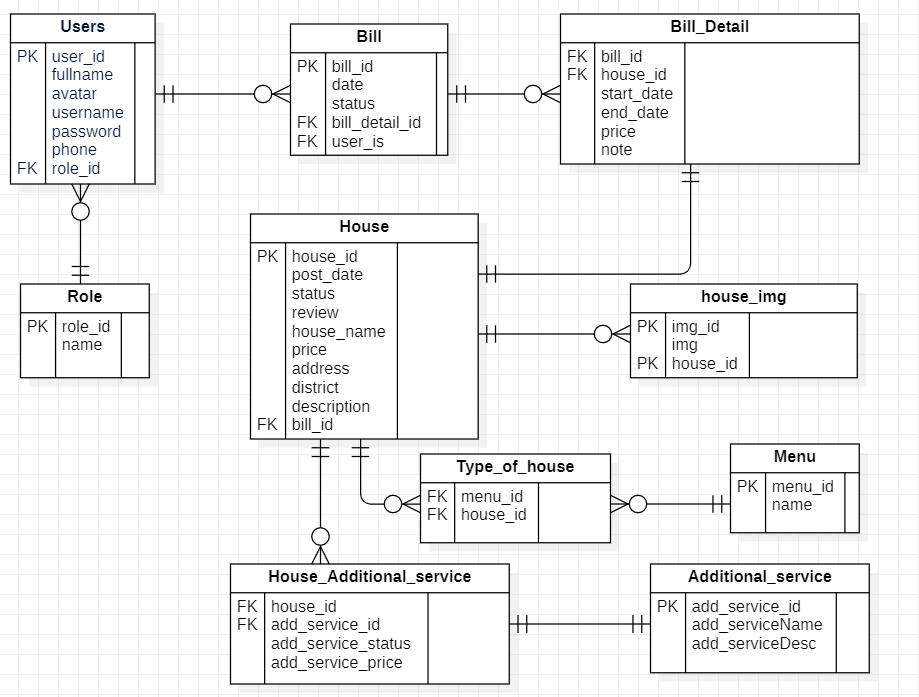 Users
PK user_id
fullname
avatar
username
password
phone
FK role_id
Bill
PK bill_id
date
status
FK bill_detail_id
FK user_is
Bill_Detail
FK bill_id
FK house_id
start_date
end_date
price
note
Role
PK role_id
name
House
PK house_id
post_date
status
review
house_name
price
address
district
description
FK bill_id
house_img
PK img_id
img
PK house_id
Type_of_house
FK menu_id
FK house_id
Menu
PK menu_id
name
House_Additional_service
FK house_id
FK add_service_id
add_service_status
add_service_price
Additional_service
PK add_service_id
add_serviceName
add_serviceDesc